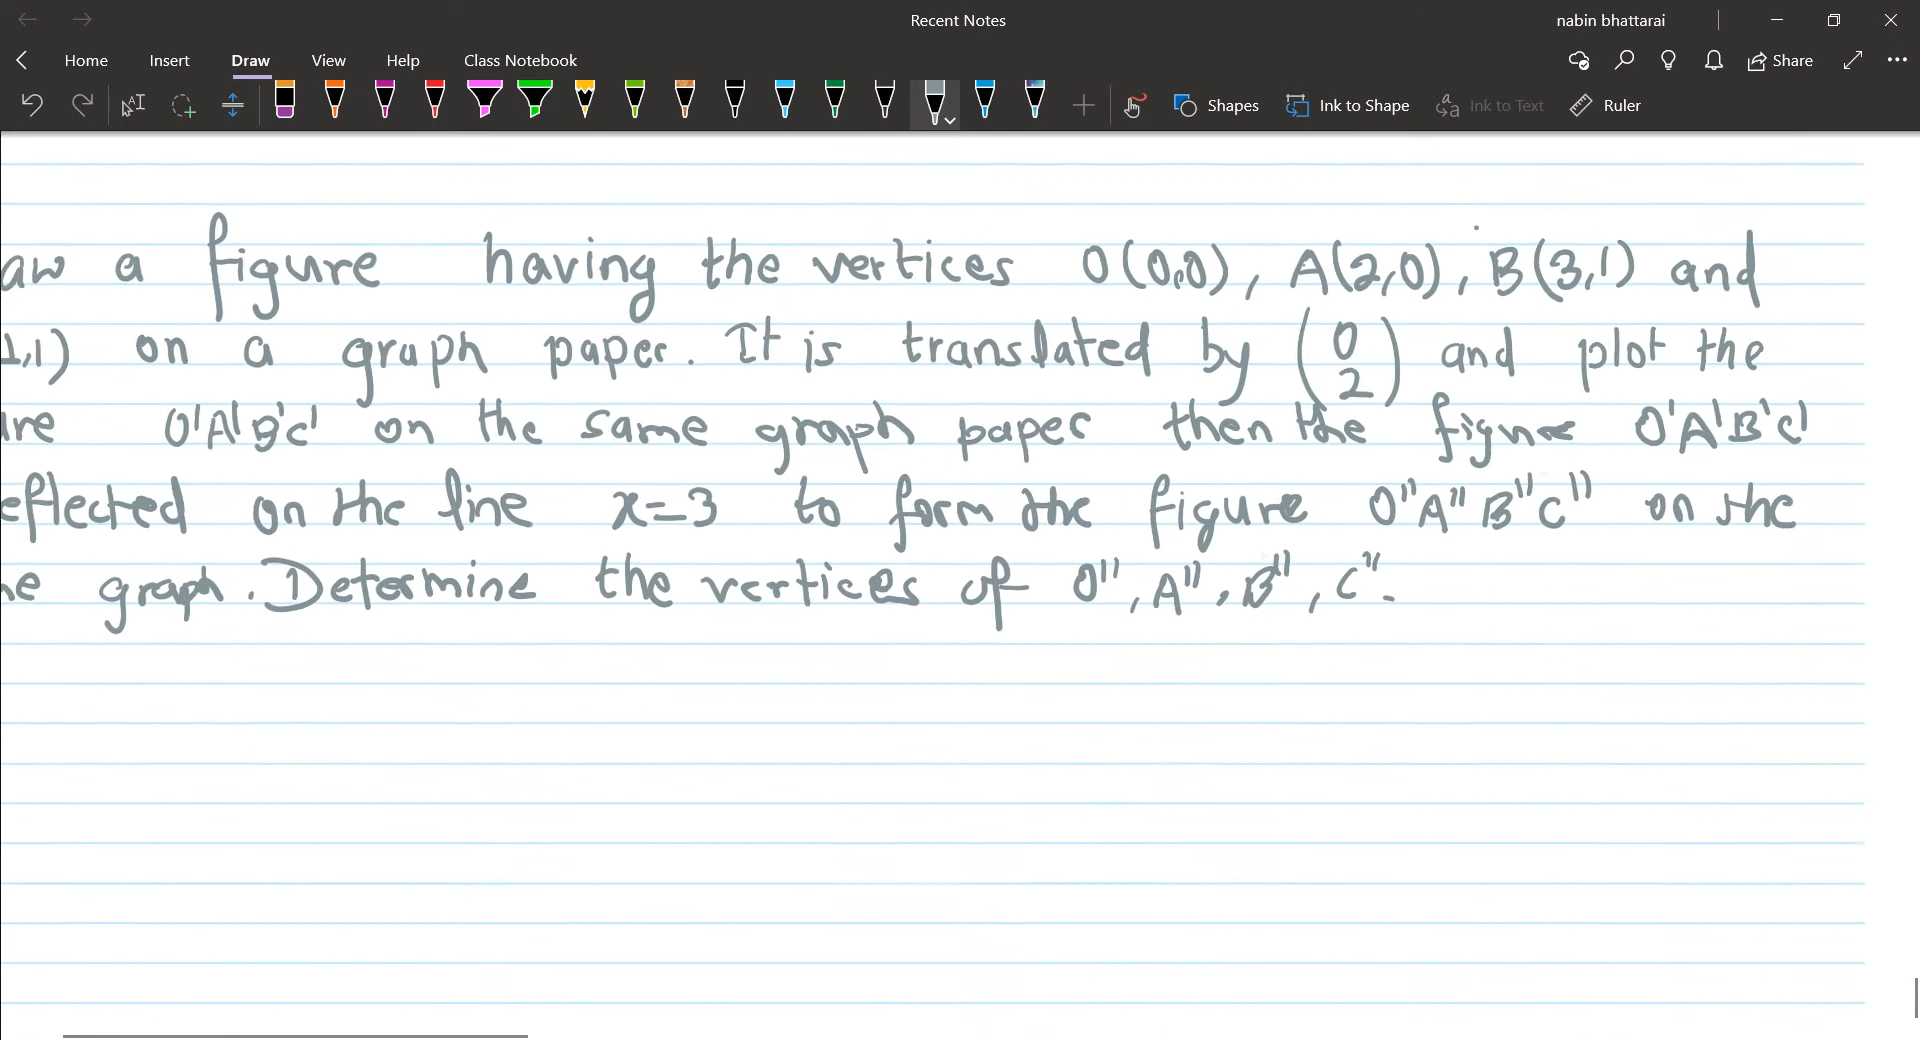 Recent Notes
nabin bhattarai
Home Insert Draw View Help Class Notebook
Share
Shapes Ink to Shape Ink to Text Ruler
aw a figure having the vertices O(0,0), A(2,0), B(3,1) and
1,1) on a graph paper. It is translated by (0 2) and plot the
ure O'A'B'C' on the same graph paper then the figure O'A'B'C'
eflected on the line x=3 to form the figure O"A"B"C" on the
ne graph. Determine the vertices of O", A", B", C".